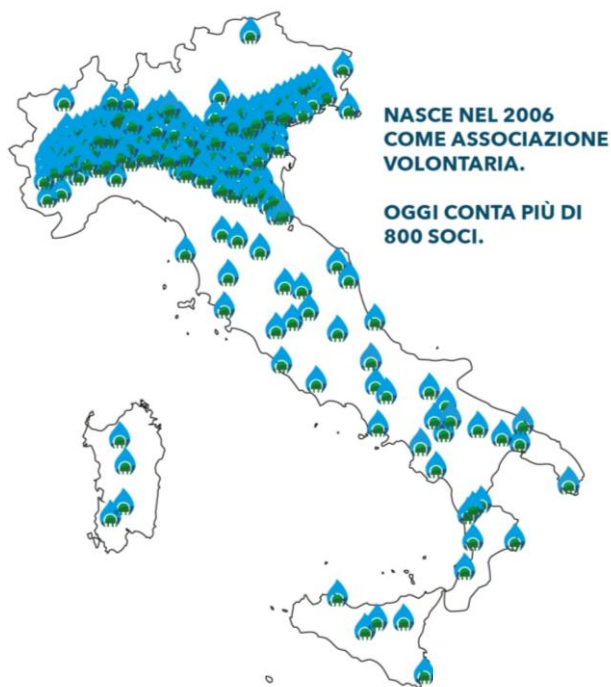 NASCE NEL 2006
COME ASSOCIAZIONE
VOLONTARIA.
OGGI CONTA PIÙ DI
800 SOCI.